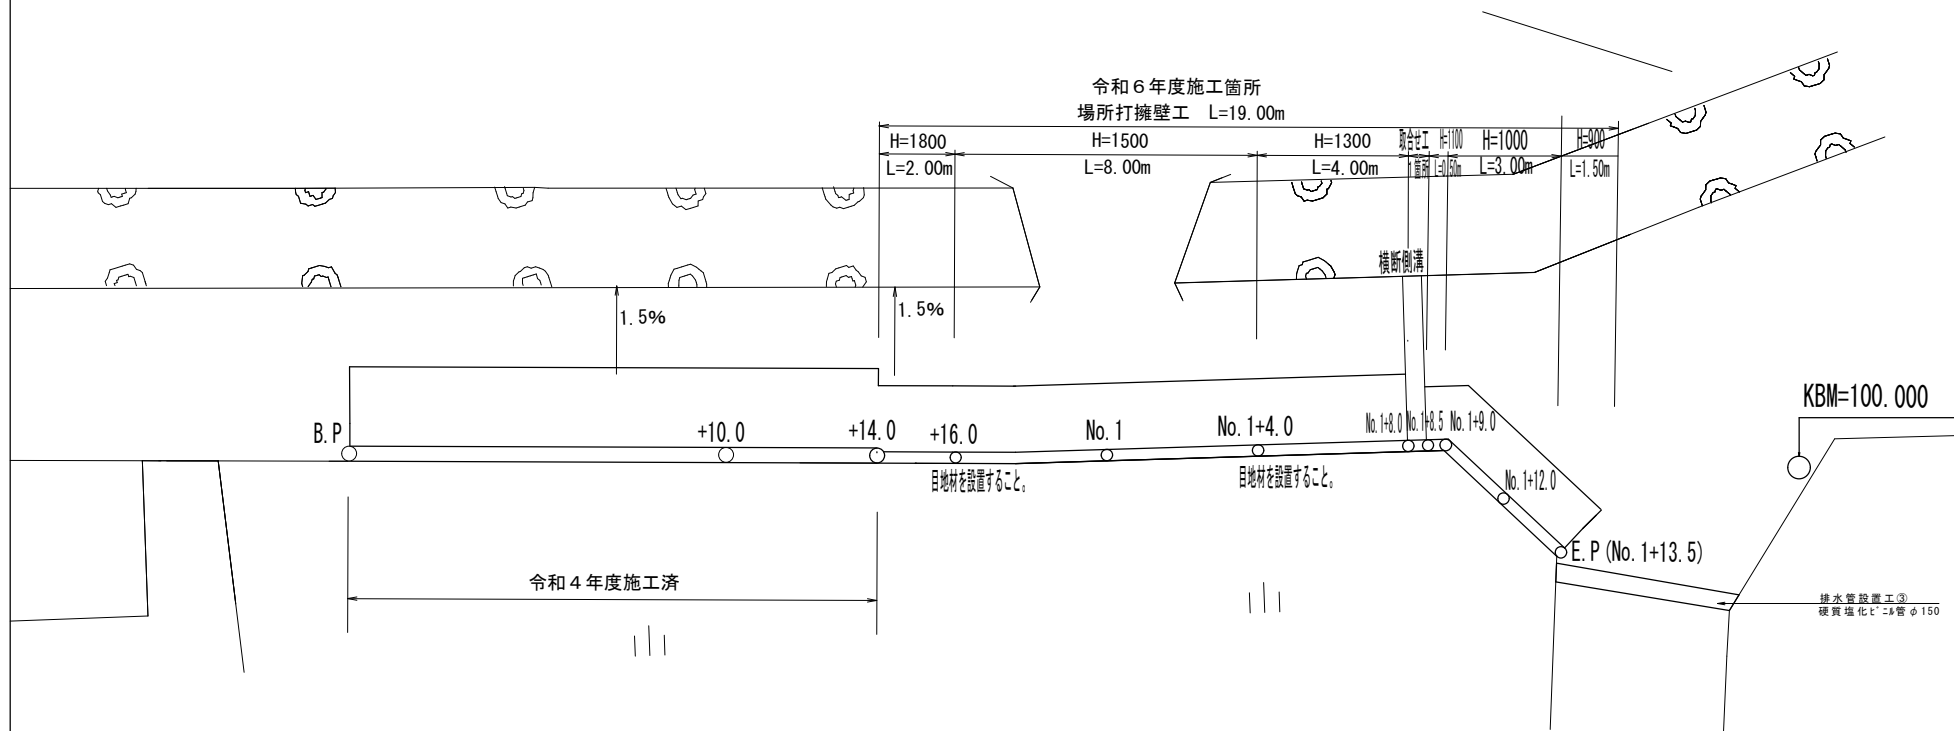 令和６年度施工箇所
場所打擁壁工　L=19.00m
H=1800
H=1500
H=1300
取合せ工
H=1100
H=1000
H=900
L=2.00m
L=8.00m
L=4.00m
1箇所
L=0.50m
L=3.00m
L=1.50m
横断側溝
1.5%
1.5%
KBM=100.000
B.P
+10.0
+14.0
+16.0
No.1
No.1+4.0
No.1+8.0
No.1+8.5
No.1+9.0
目地材を設置すること。
目地材を設置すること。
No.1+12.0
E.P(No.1+13.5)
令和４年度施工済
排水管設置工③
硬質塩化ﾋﾞﾆﾙ管φ150